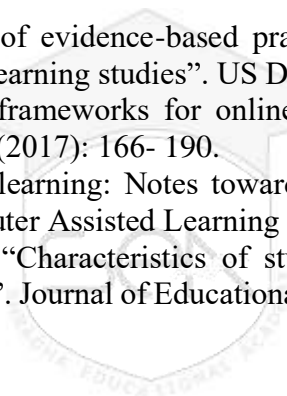 of evidence-based pra
earning studies”. US D
frameworks for online
(2017): 166- 190.
learning: Notes toward
uter Assisted Learning
“Characteristics of stu
”. Journal of Educationa